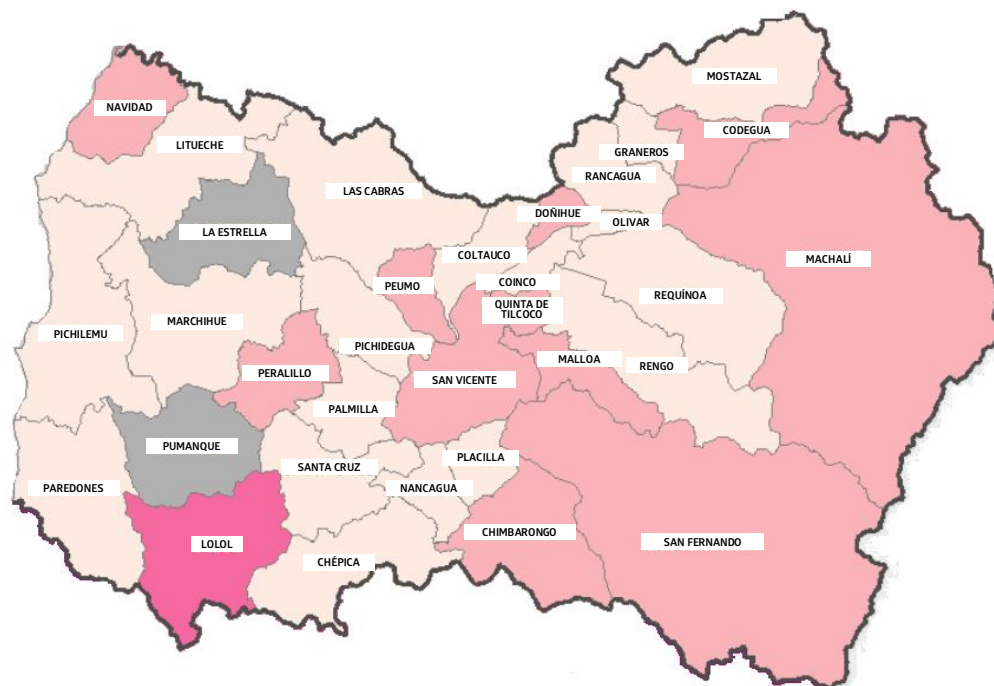 MOSTAZAL
NAVIDAD
CODEGUA
LITUECHE
GRANEROS
RANCAGUA
LAS CABRAS
DOÑIHUE
OLIVAR
LA ESTRELLA
COLTAUCO
MACHALÍ
COINCO
PEUMO
REQUÍNOA
QUINTA DE
TILCOCO
MARCHIHUE
PICHILEMU
PICHIDEGUA
MALLOA
RENGO
PERALILLO
SAN VICENTE
PALMILLA
PUMANQUE
PLACILLA
SANTA CRUZ
PAREDONES
NANCAGUA
CHIMBARONGO
LOLOL
SAN FERNANDO
CHÉPICA